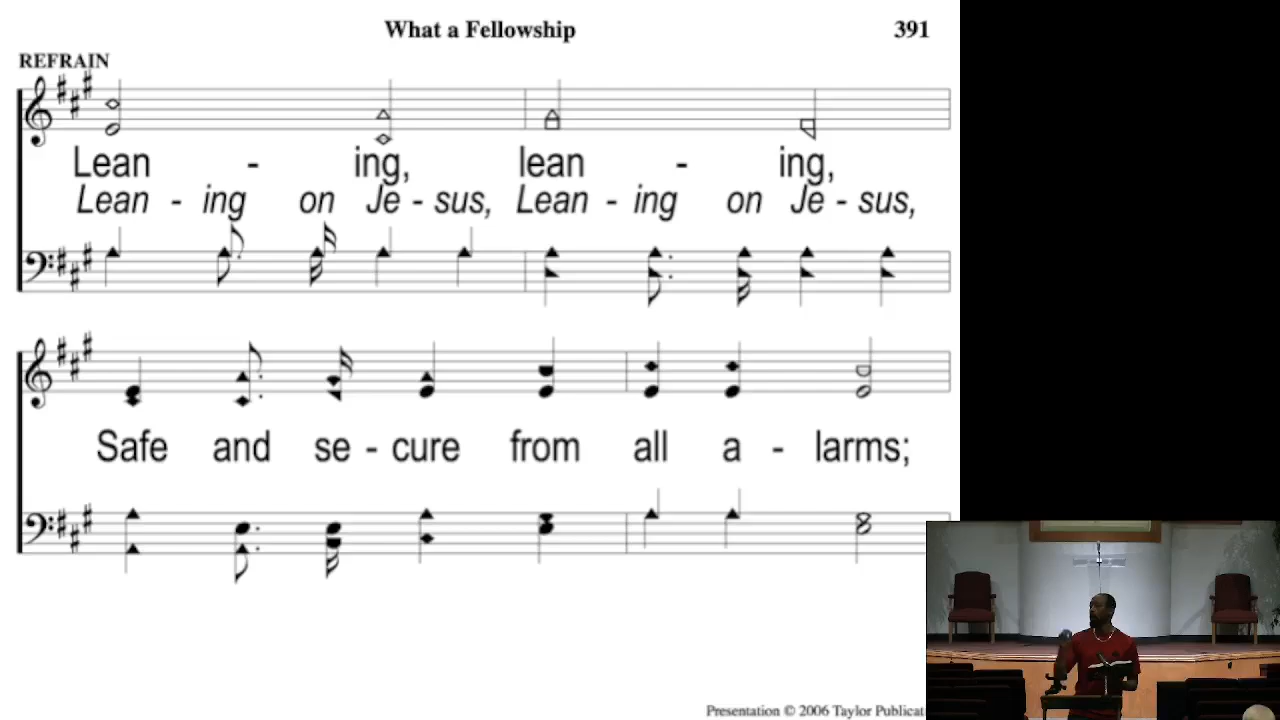 What a Fellowship 391
REFRAIN
Lean - ing, lean - ing,
Lean - ing on Je - sus, Lean - ing on Je - sus,
Safe and se - cure from all a - larms;
Presentation © 2006 Taylor Publicati